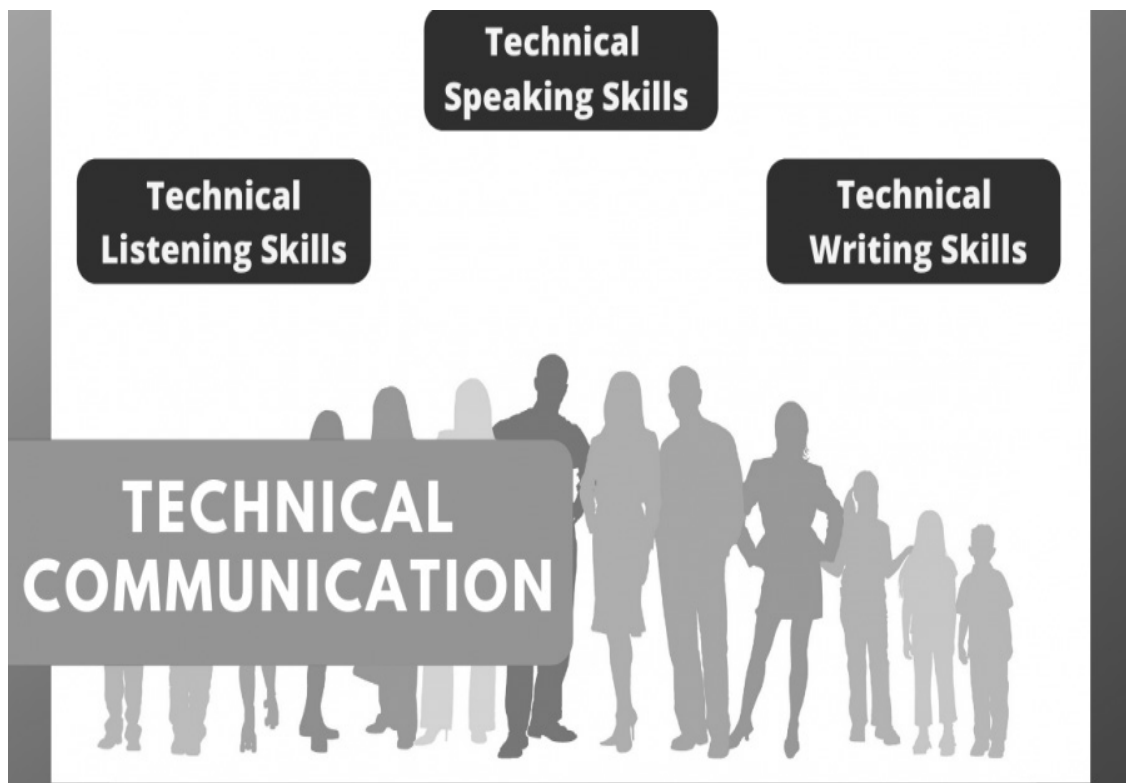 Technical
Speaking Skills
Technical
Listening Skills
Technical
Writing Skills
TECHNICAL
COMMUNICATION